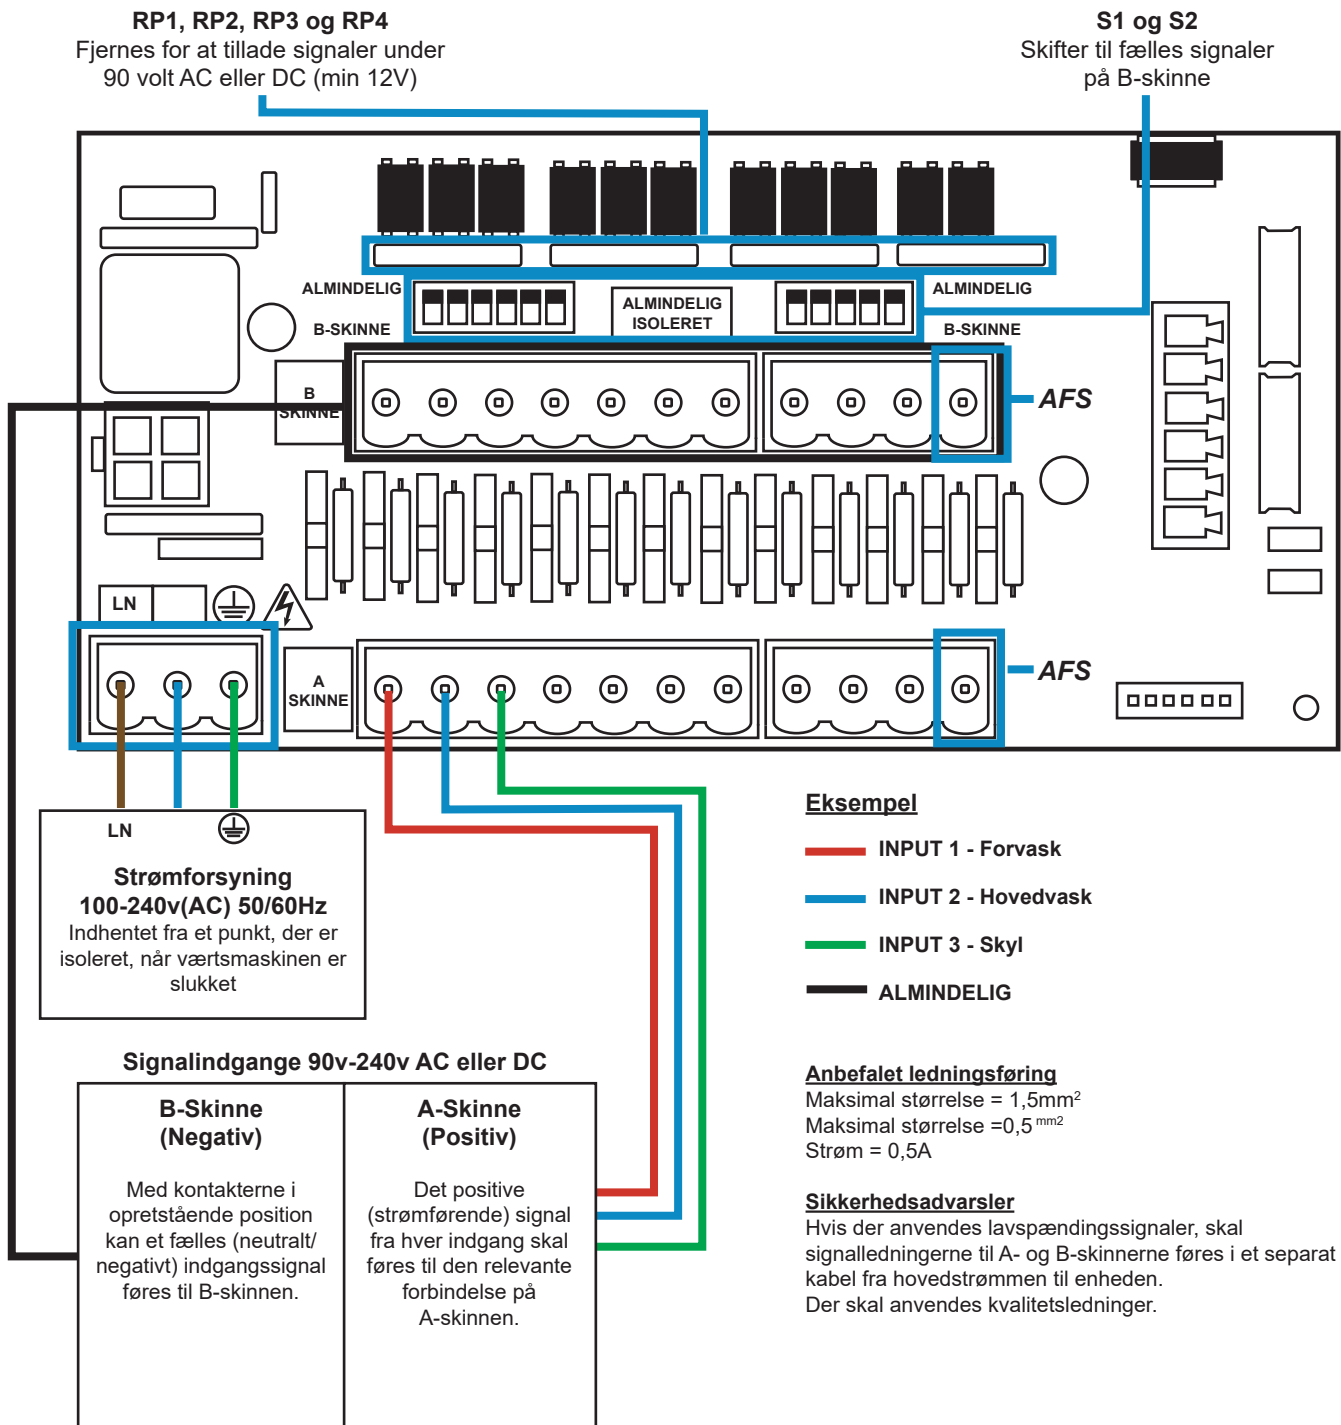 RP1, RP2, RP3 og RP4
Fjernes for at tillade signaler under
90 volt AC eller DC (min 12V)
S1 og S2
Skifter til fælles signaler
på B-skinne
ALMINDELIG
B-SKINNE
ALMINDELIG
ISOLERET
ALMINDELIG
B-SKINNE
B
SKINNE
AFS
LN
A
SKINNE
AFS
LN
Strømforsyning
100-240v(AC) 50/60Hz
Indhentet fra et punkt, der er
isoleret, når værtsmaskinen er
slukket
Eksempel
INPUT 1 - Forvask
INPUT 2 - Hovedvask
INPUT 3 - Skyl
ALMINDELIG
Signalindgange 90v-240v AC eller DC
B-Skinne
(Negativ)
Med kontakterne i
opretstående position
kan et fælles (neutralt/
negativt) indgangssignal
føres til B-skinnen.
A-Skinne
(Positiv)
Det positive
(strømførende) signal
fra hver indgang skal
føres til den relevante
forbindelse på
A-skinnen.
Anbefalet ledningsføring
Maksimal størrelse = 1,5mm²
Maksimal størrelse =0,5 mm2
Strøm = 0,5A
Sikkerhedsadvarsler
Hvis der anvendes lavspændingssignaler, skal
signalledningerne til A- og B-skinnerne føres i et separat
kabel fra hovedstrømmen til enheden.
Der skal anvendes kvalitetsledninger.